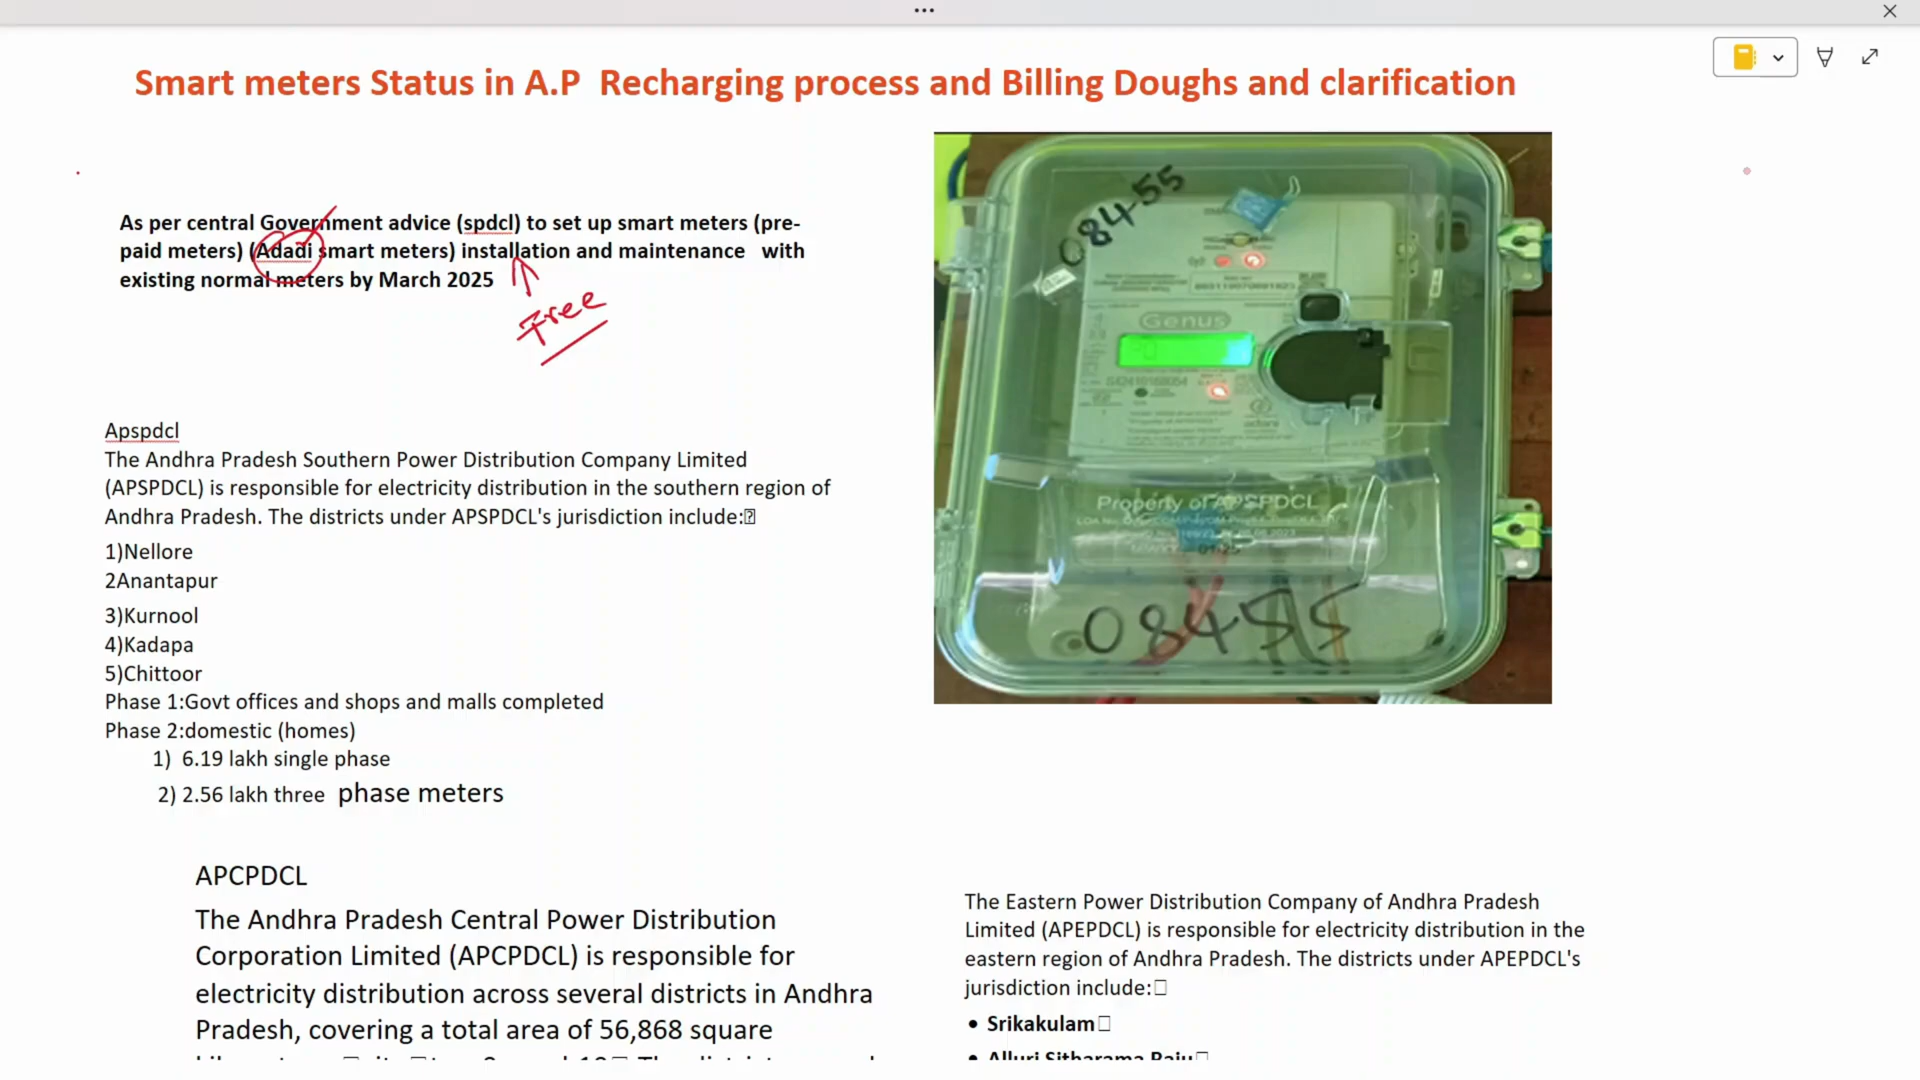 Smart meters Status in A.P Recharging process and Billing Doughs and clarification
As per central Government advice (spdcl) to set up smart meters (pre-
paid meters) (Adadi smart meters) installation and maintenance with
existing normal meters by March 2025
Free
Apspdcl
The Andhra Pradesh Southern Power Distribution Company Limited
(APSPDCL) is responsible for electricity distribution in the southern region of
Andhra Pradesh. The districts under APSPDCL's jurisdiction include:
1)Nellore
2Anantapur
3)Kurnool
4)Kadapa
5)Chittoor
Phase 1:Govt offices and shops and malls completed
Phase 2:domestic (homes)
1) 6.19 lakh single phase
2) 2.56 lakh three phase meters
084-55
Genus
Property of APSPDCL
08455
APCPDCL
The Andhra Pradesh Central Power Distribution
Corporation Limited (APCPDCL) is responsible for
electricity distribution across several districts in Andhra
Pradesh, covering a total area of 56,868 square
The Eastern Power Distribution Company of Andhra Pradesh
Limited (APEPDCL) is responsible for electricity distribution in the
eastern region of Andhra Pradesh. The districts under APEPDCL's
jurisdiction include:
• Srikakulam
• Alluri Sitharama Raju